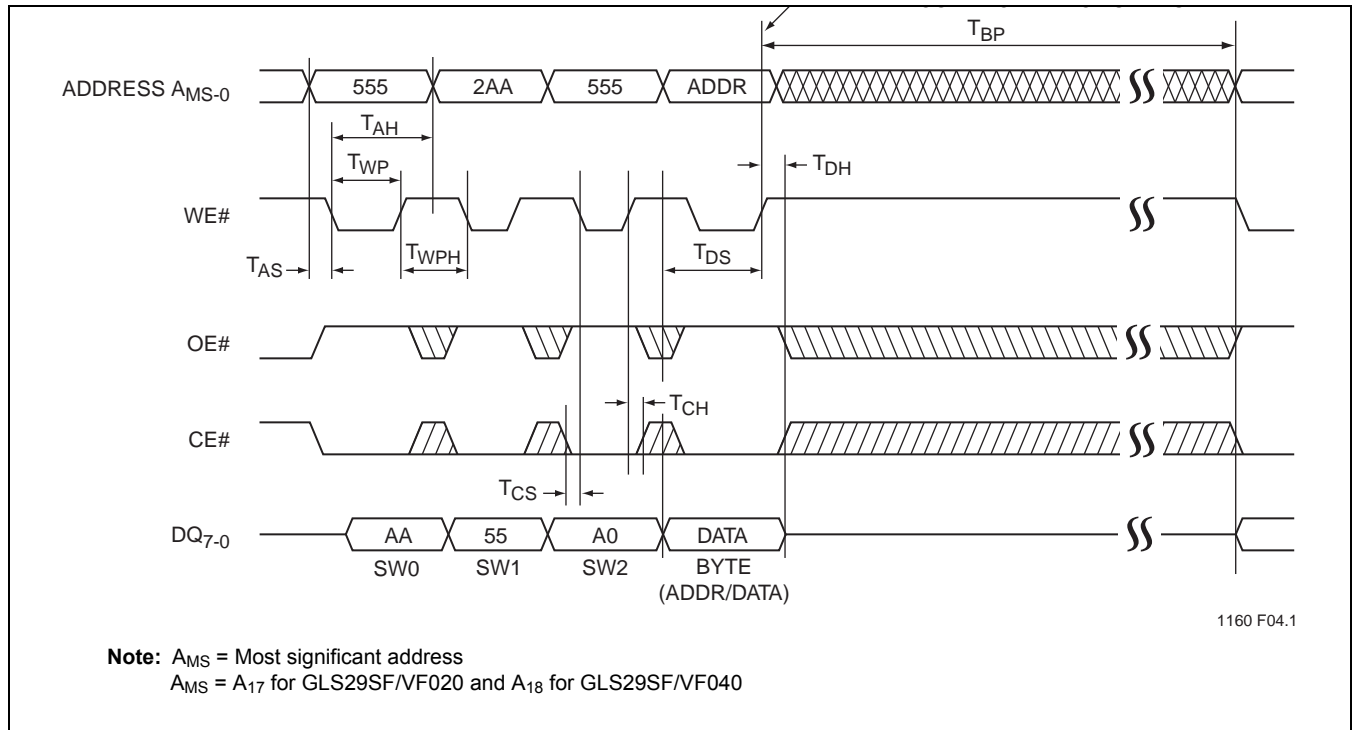 TBP
ADDRESS AMS-0
555
2AA
555
ADDR
TAH
TWP
TDH
WE#
TAS
TWPH
TDS
OE#
CE#
TCH
TCS
DQ7-0
AA
55
A0
DATA
SW0
SW1
SW2
BYTE
(ADDR/DATA)
1160 F04.1
Note: AMS = Most significant address
AMS = A17 for GLS29SF/VF020 and A18 for GLS29SF/VF040